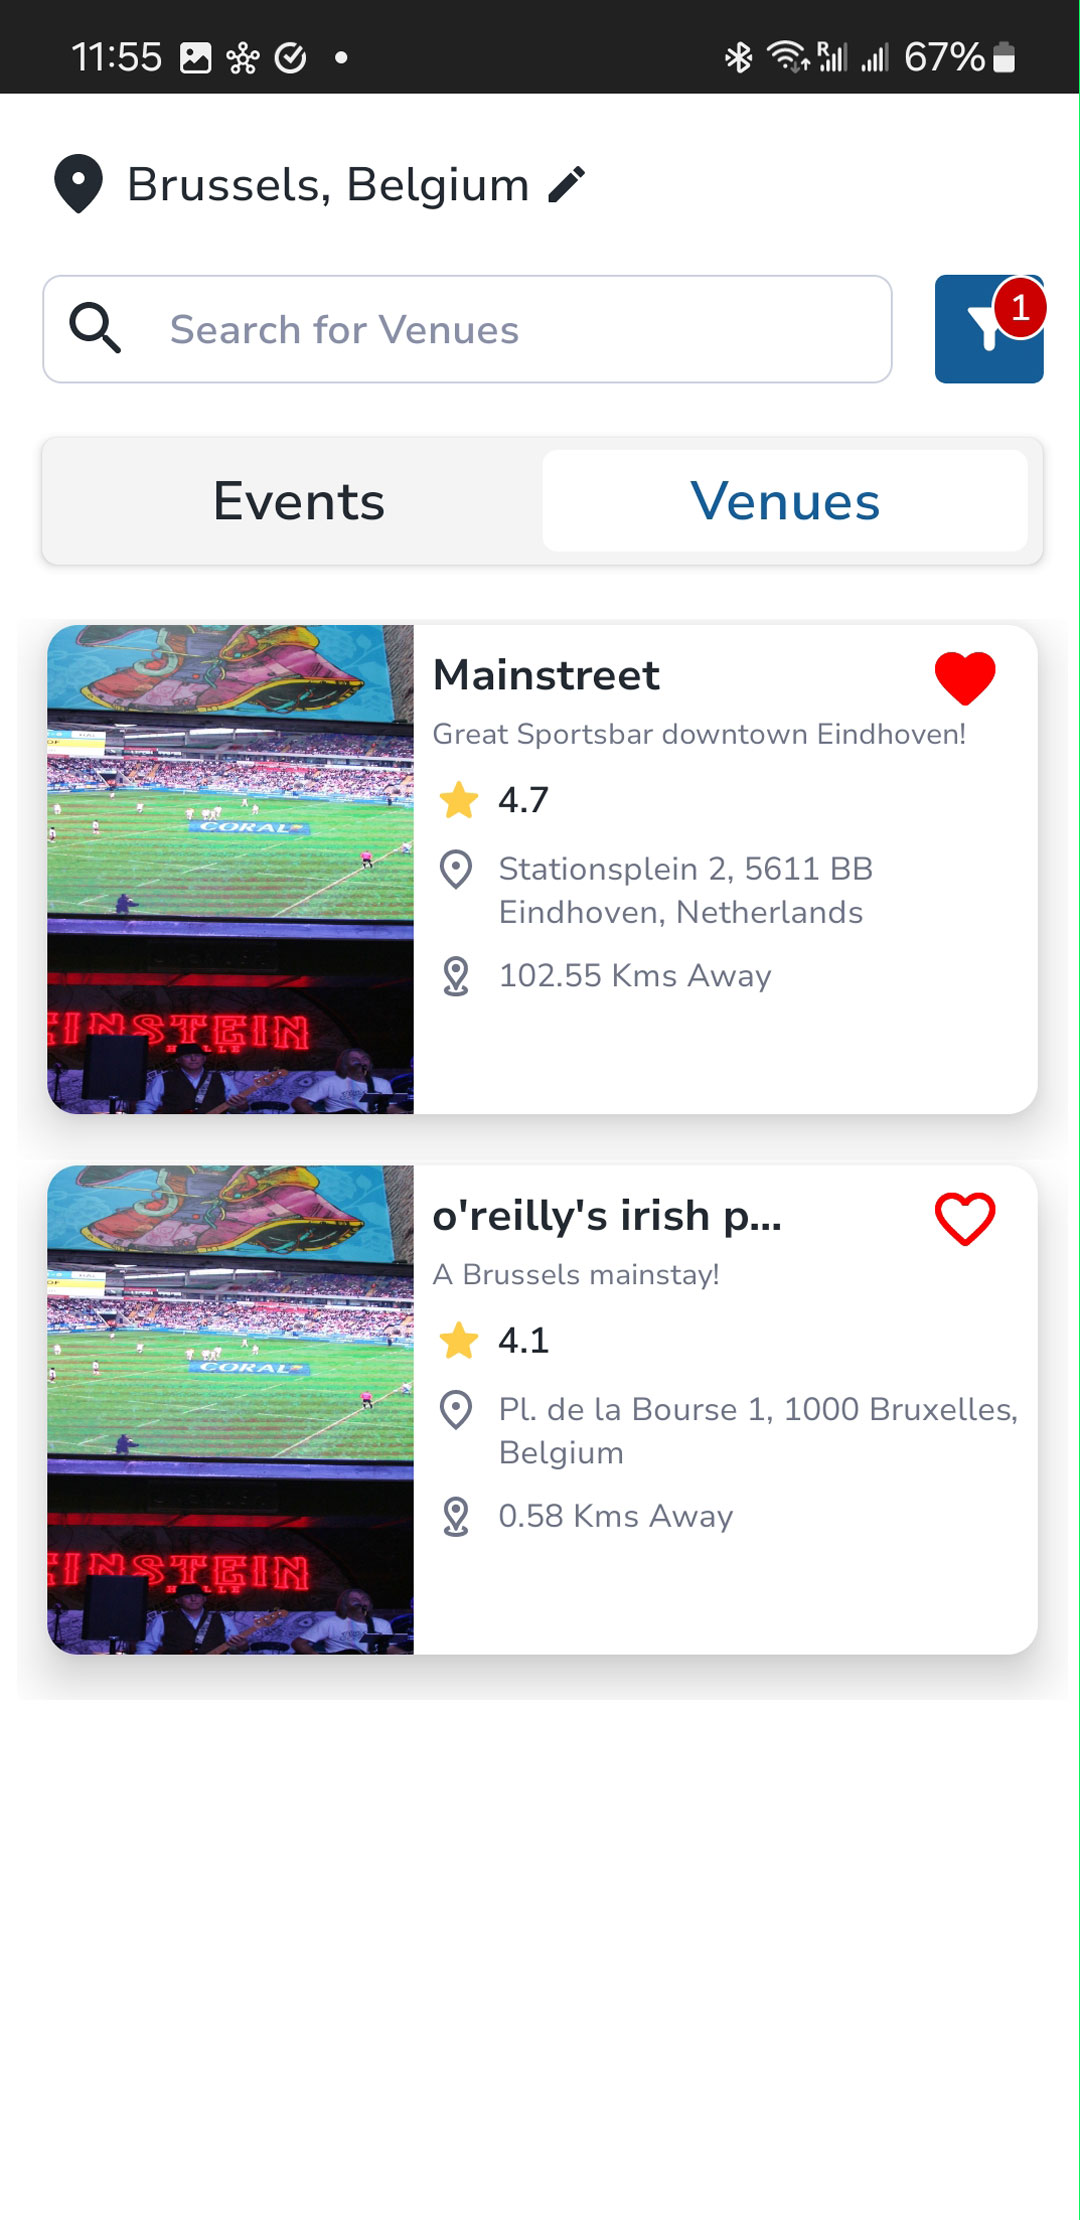 11:55
R
67%
Brussels, Belgium
Search for Venues
1
Events
Venues
CORAL
EINSTEIN
Mainstreet
Great Sportsbar downtown Eindhoven!
4.7
Stationsplein 2, 5611 BB
Eindhoven, Netherlands
102.55 Kms Away
CORAL
EINSTEIN
o'reilly's irish p...
A Brussels mainstay!
4.1
Pl. de la Bourse 1, 1000 Bruxelles,
Belgium
0.58 Kms Away